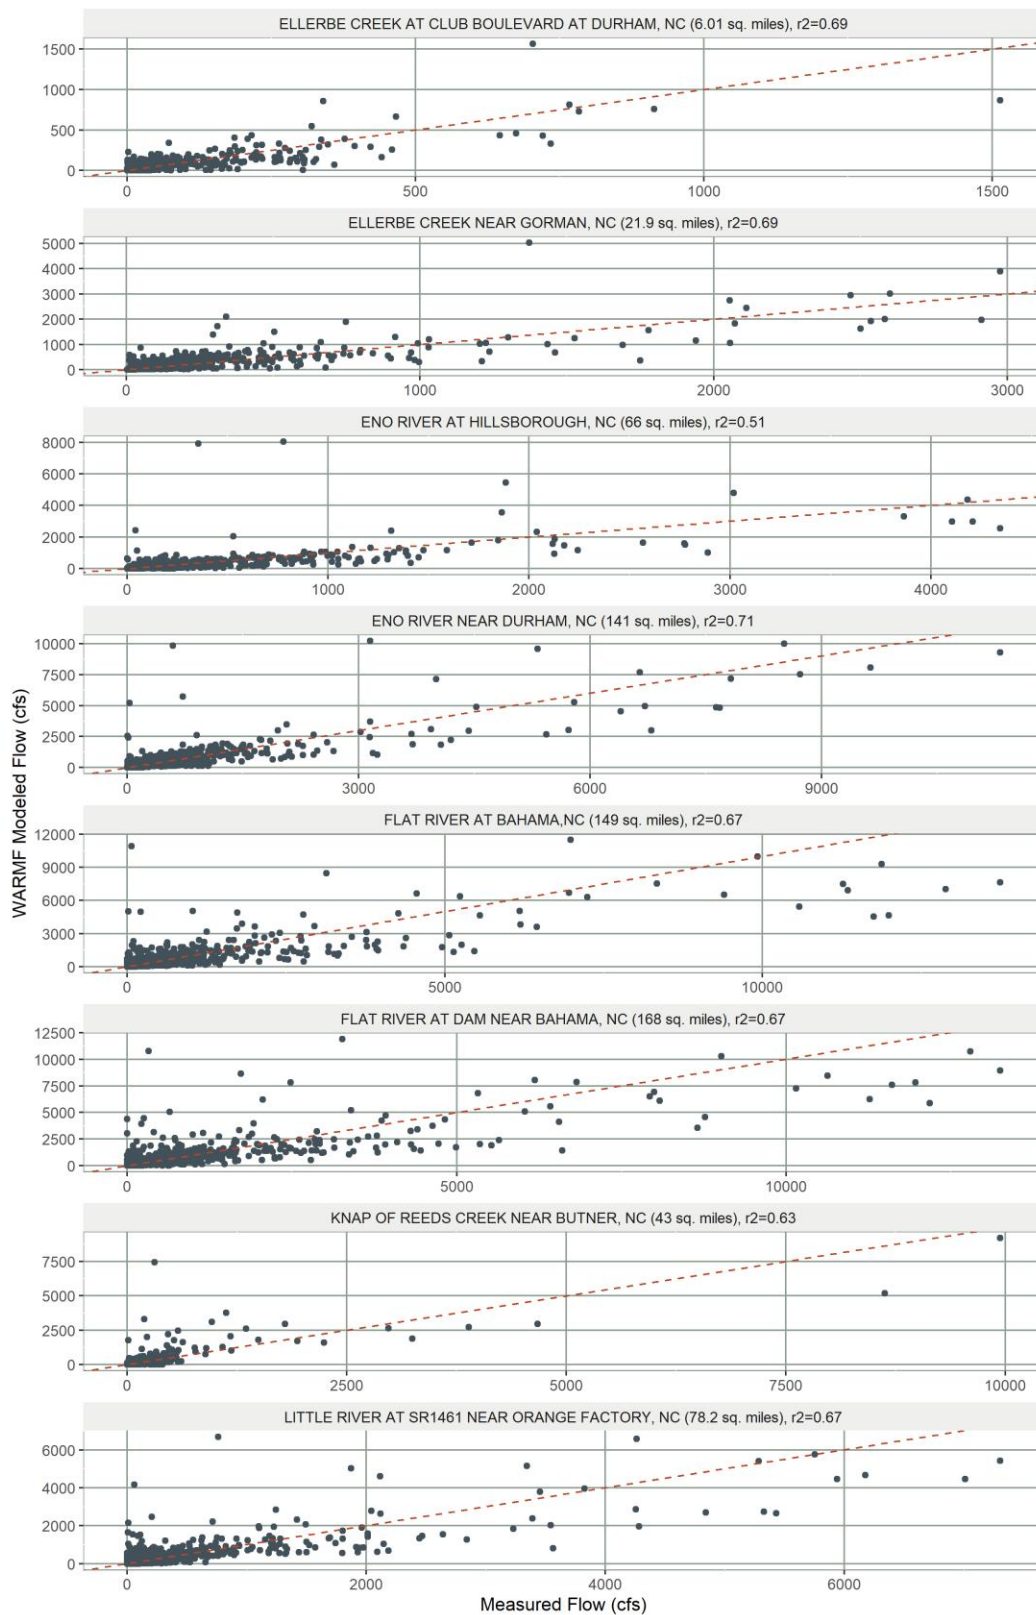 ELLERBE CREEK AT CLUB BOULEVARD AT DURHAM, NC (6.01 sq. miles), r2=0.69
1500
1000
500
0
0 500 1000 1500
ELLERBE CREEK NEAR GORMAN, NC (21.9 sq. miles), r2=0.69
5000
4000
3000
2000
1000
0
0 1000 2000 3000
ENO RIVER AT HILLSBOROUGH, NC (66 sq. miles), r2=0.51
8000
6000
4000
2000
0
0 1000 2000 3000 4000
ENO RIVER NEAR DURHAM, NC (141 sq. miles), r2=0.71
10000
7500
5000
2500
0
0 3000 6000 9000
WARMF Modeled Flow (cfs)
FLAT RIVER AT BAHAMA,NC (149 sq. miles), r2=0.67
12000
9000
6000
3000
0
0 5000 10000
FLAT RIVER AT DAM NEAR BAHAMA, NC (168 sq. miles), r2=0.67
12500
10000
7500
5000
2500
0
0 5000 10000
KNAP OF REEDS CREEK NEAR BUTNER, NC (43 sq. miles), r2=0.63
7500
5000
2500
0
0 2500 5000 7500 10000
LITTLE RIVER AT SR1461 NEAR ORANGE FACTORY, NC (78.2 sq. miles), r2=0.67
6000
4000
2000
0
0 2000 4000 6000
Measured Flow (cfs)